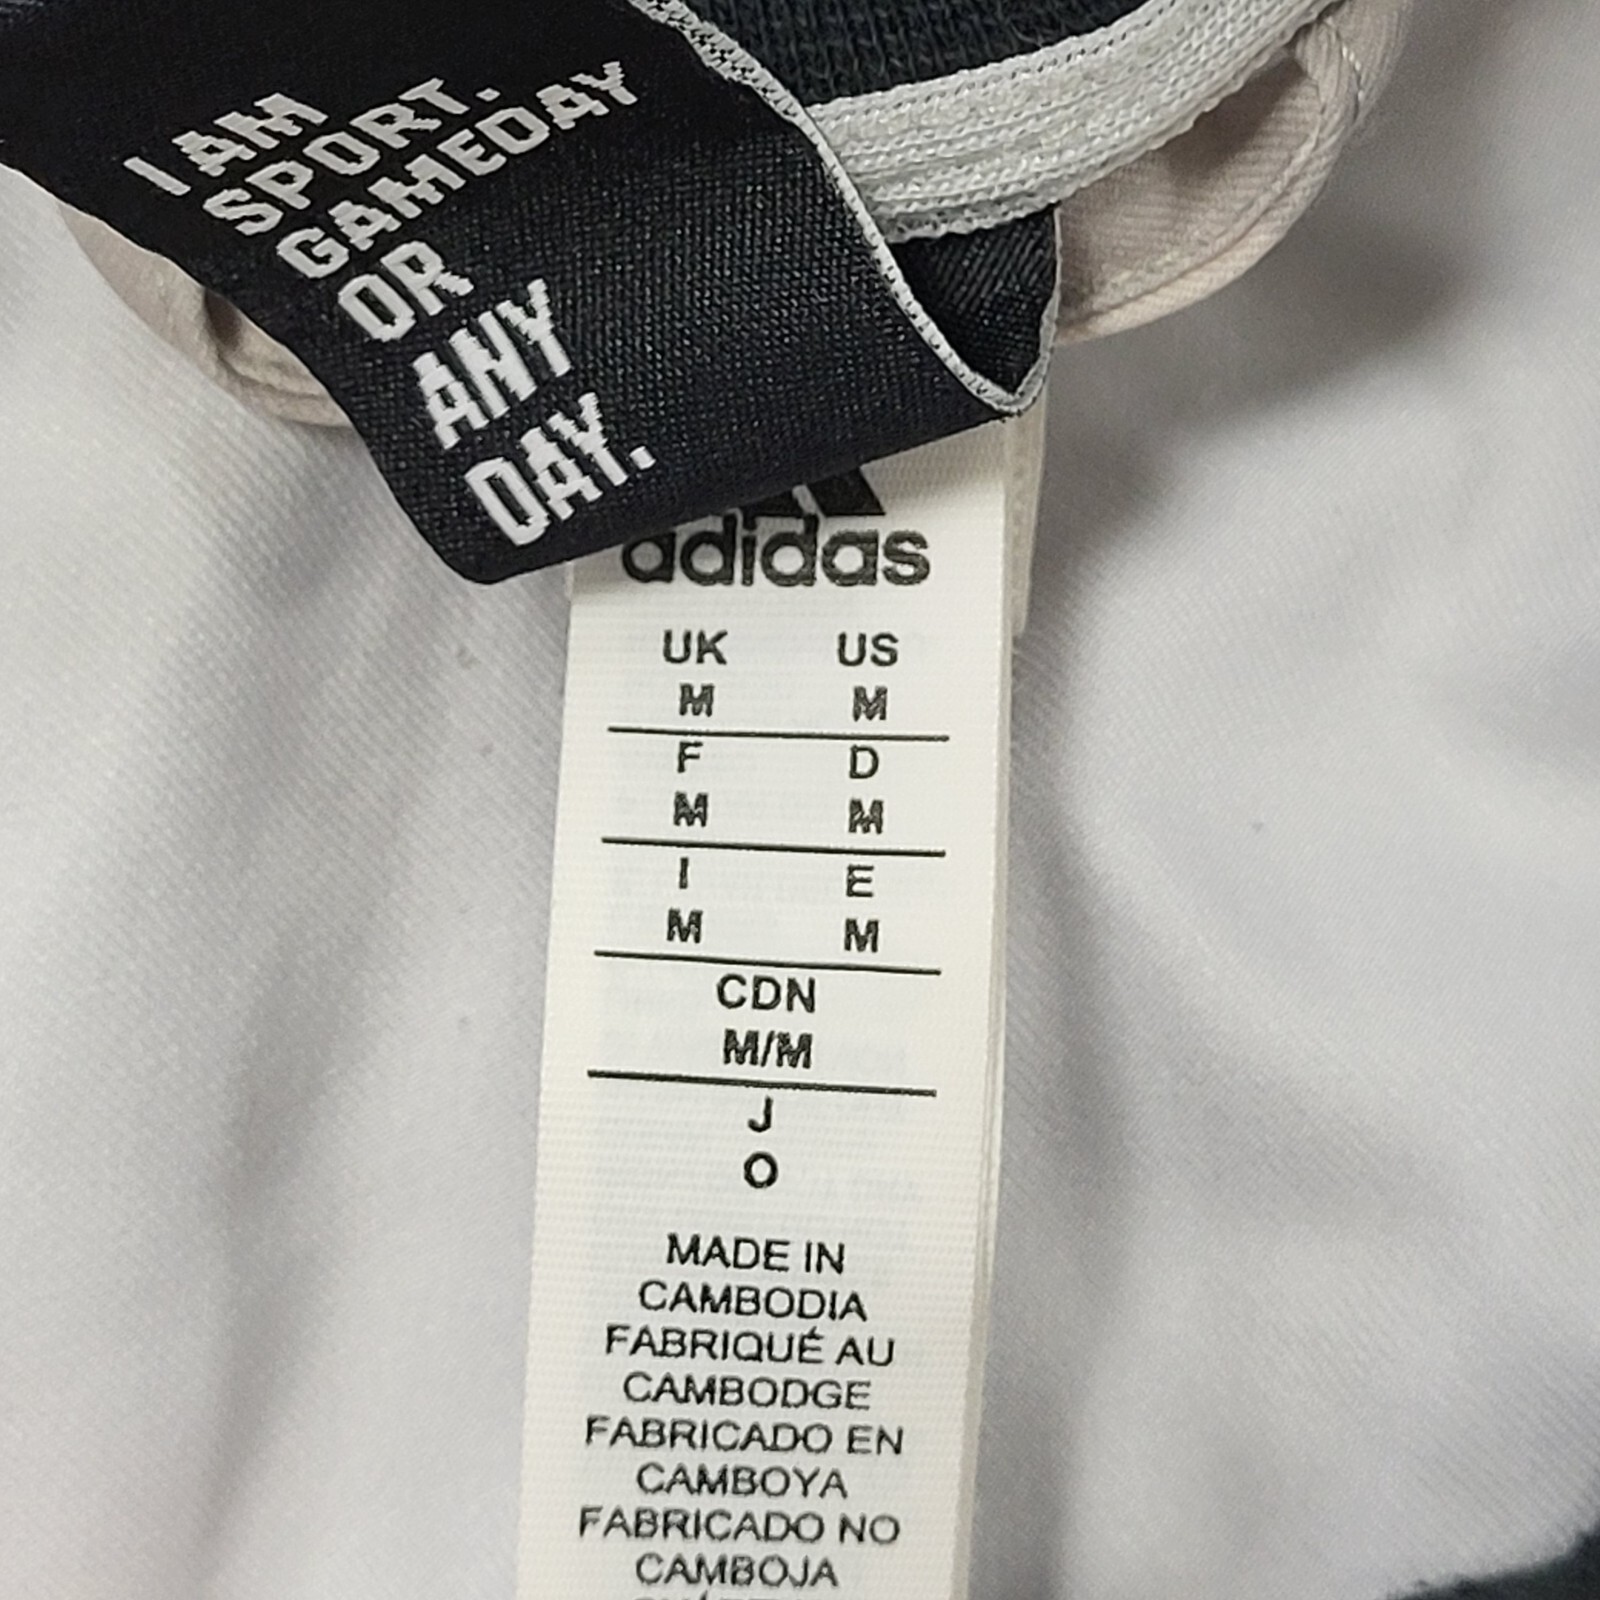 I AM
SPORT.
GAMEDAY
OR
ANY
DAY.
adidas
UK US
M M
F D
M M
I E
M M
CDN
M/M
J
O
MADE IN
CAMBODIA
FABRIQUÉ AU
CAMBODGE
FABRICADO EN
CAMBOYA
FABRICADO NO
CAMBOJA